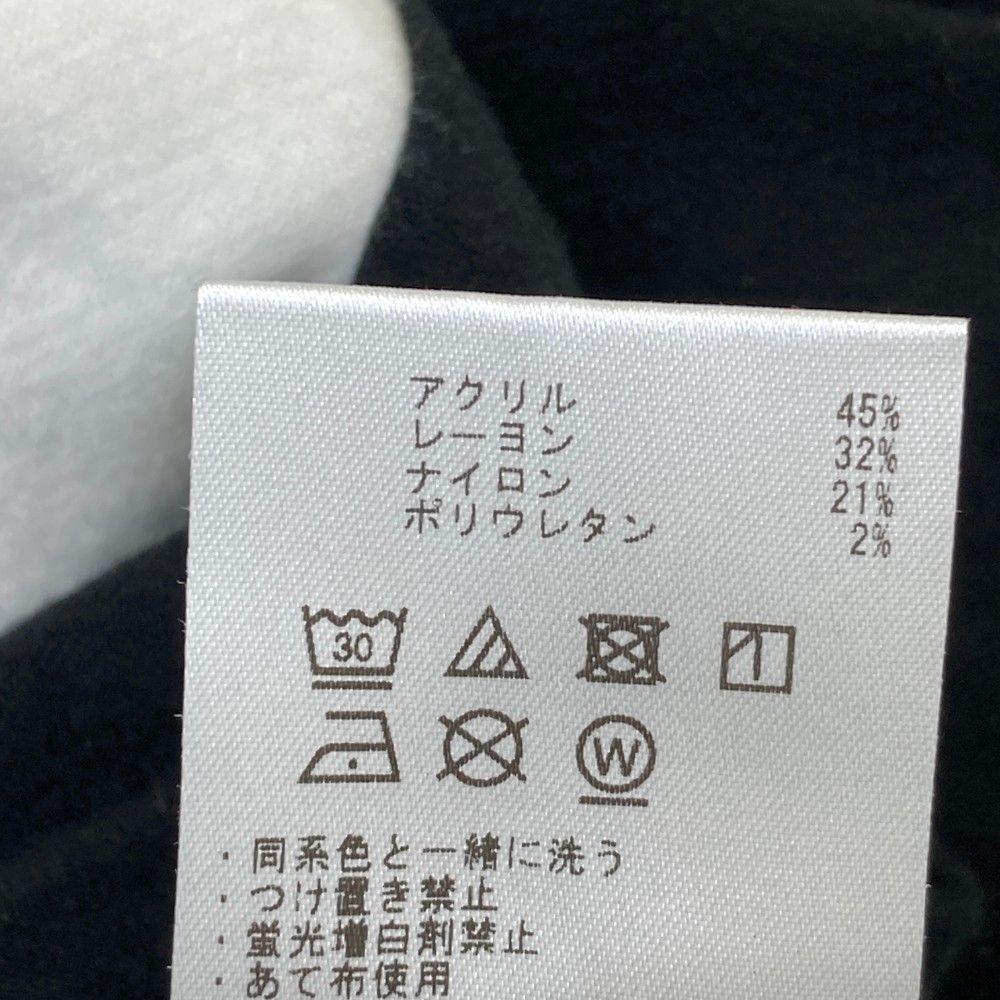 アクリル 45%
レーヨン 32%
ナイロン 21%
ポリウレタン 2%
30
W
・同系色と一緒に洗う
・つけ置き禁止
・蛍光増白剤禁止
・あて布使用